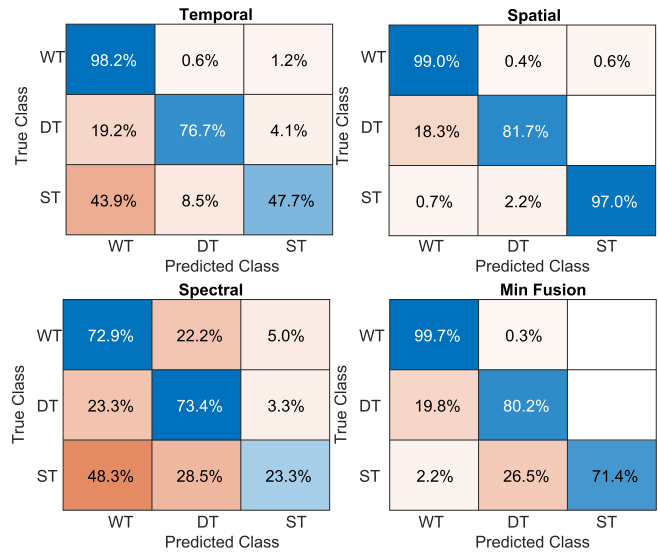 Temporal
WT 98.2% 0.6% 1.2%
DT 19.2% 76.7% 4.1%
ST 43.9% 8.5% 47.7%
WT DT ST
True Class
Predicted Class
Spatial
WT 99.0% 0.4% 0.6%
DT 18.3% 81.7%
ST 0.7% 2.2% 97.0%
WT DT ST
True Class
Predicted Class
Spectral
WT 72.9% 22.2% 5.0%
DT 23.3% 73.4% 3.3%
ST 48.3% 28.5% 23.3%
WT DT ST
True Class
Predicted Class
Min Fusion
WT 99.7% 0.3%
DT 19.8% 80.2%
ST 2.2% 26.5% 71.4%
WT DT ST
True Class
Predicted Class